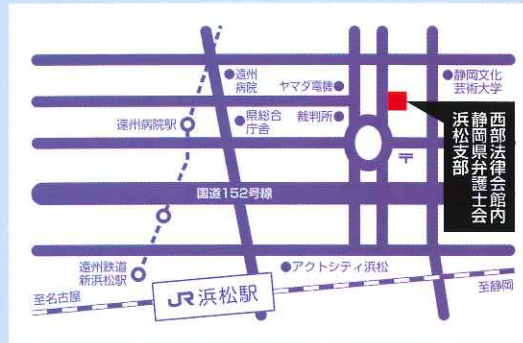 遠州
病院
ヤマダ電機
静岡文化
芸術大学
県総合
庁舎
裁判所
遠州病院駅
〒
西部法律会館内
静岡県弁護士会
浜松支部
国道152号線
遠州鉄道
新浜松駅
アクトシティ浜松
至名古屋
JR浜松駅
至静岡